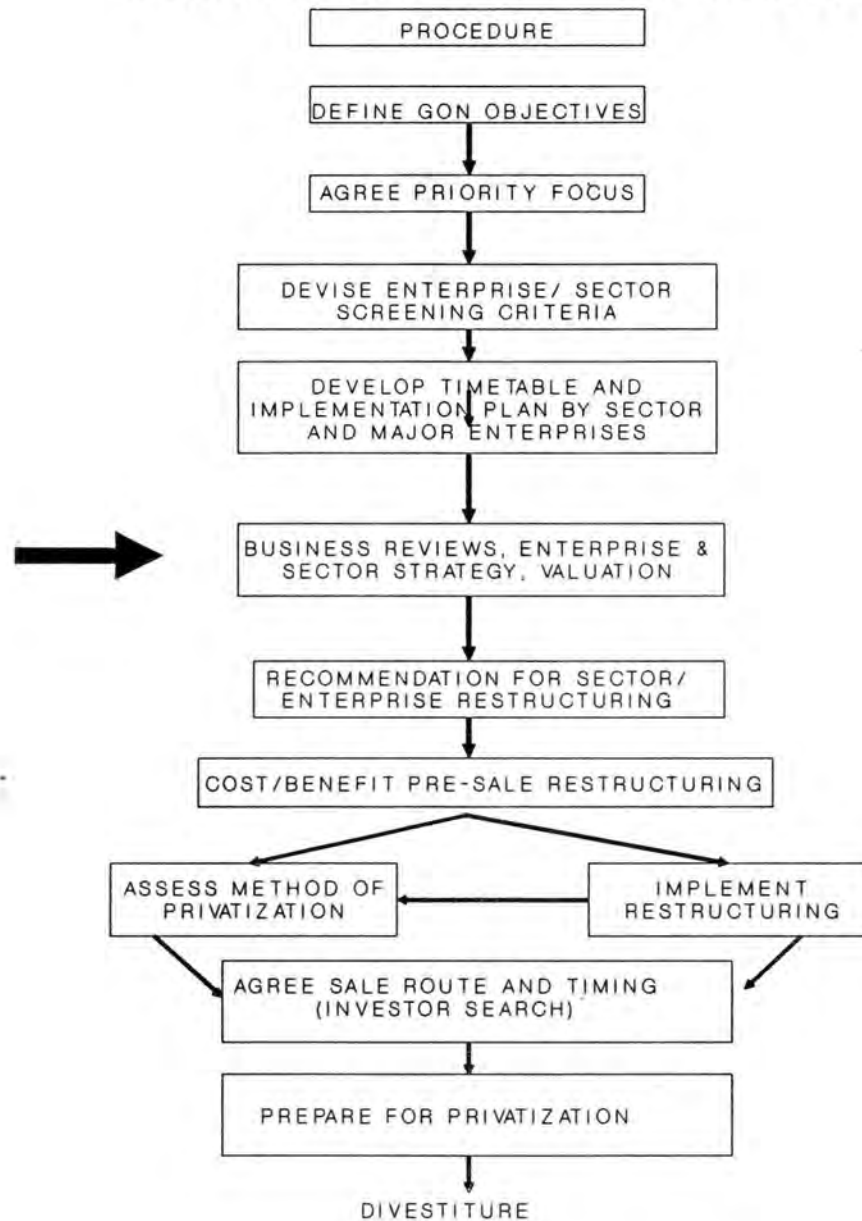 PROCEDURE
DEFINE GON OBJECTIVES
AGREE PRIORITY FOCUS
DEVISE ENTERPRISE/ SECTOR
SCREENING CRITERIA
DEVELOP TIMETABLE AND
IMPLEMENTATION PLAN BY SECTOR
AND MAJOR ENTERPRISES
BUSINESS REVIEWS, ENTERPRISE &
SECTOR STRATEGY, VALUATION
RECOMMENDATION FOR SECTOR/
ENTERPRISE RESTRUCTURING
COST/BENEFIT PRE-SALE RESTRUCTURING
ASSESS METHOD OF
PRIVATIZATION
IMPLEMENT
RESTRUCTURING
AGREE SALE ROUTE AND TIMING
(INVESTOR SEARCH)
PREPARE FOR PRIVATIZATION
DIVESTITURE